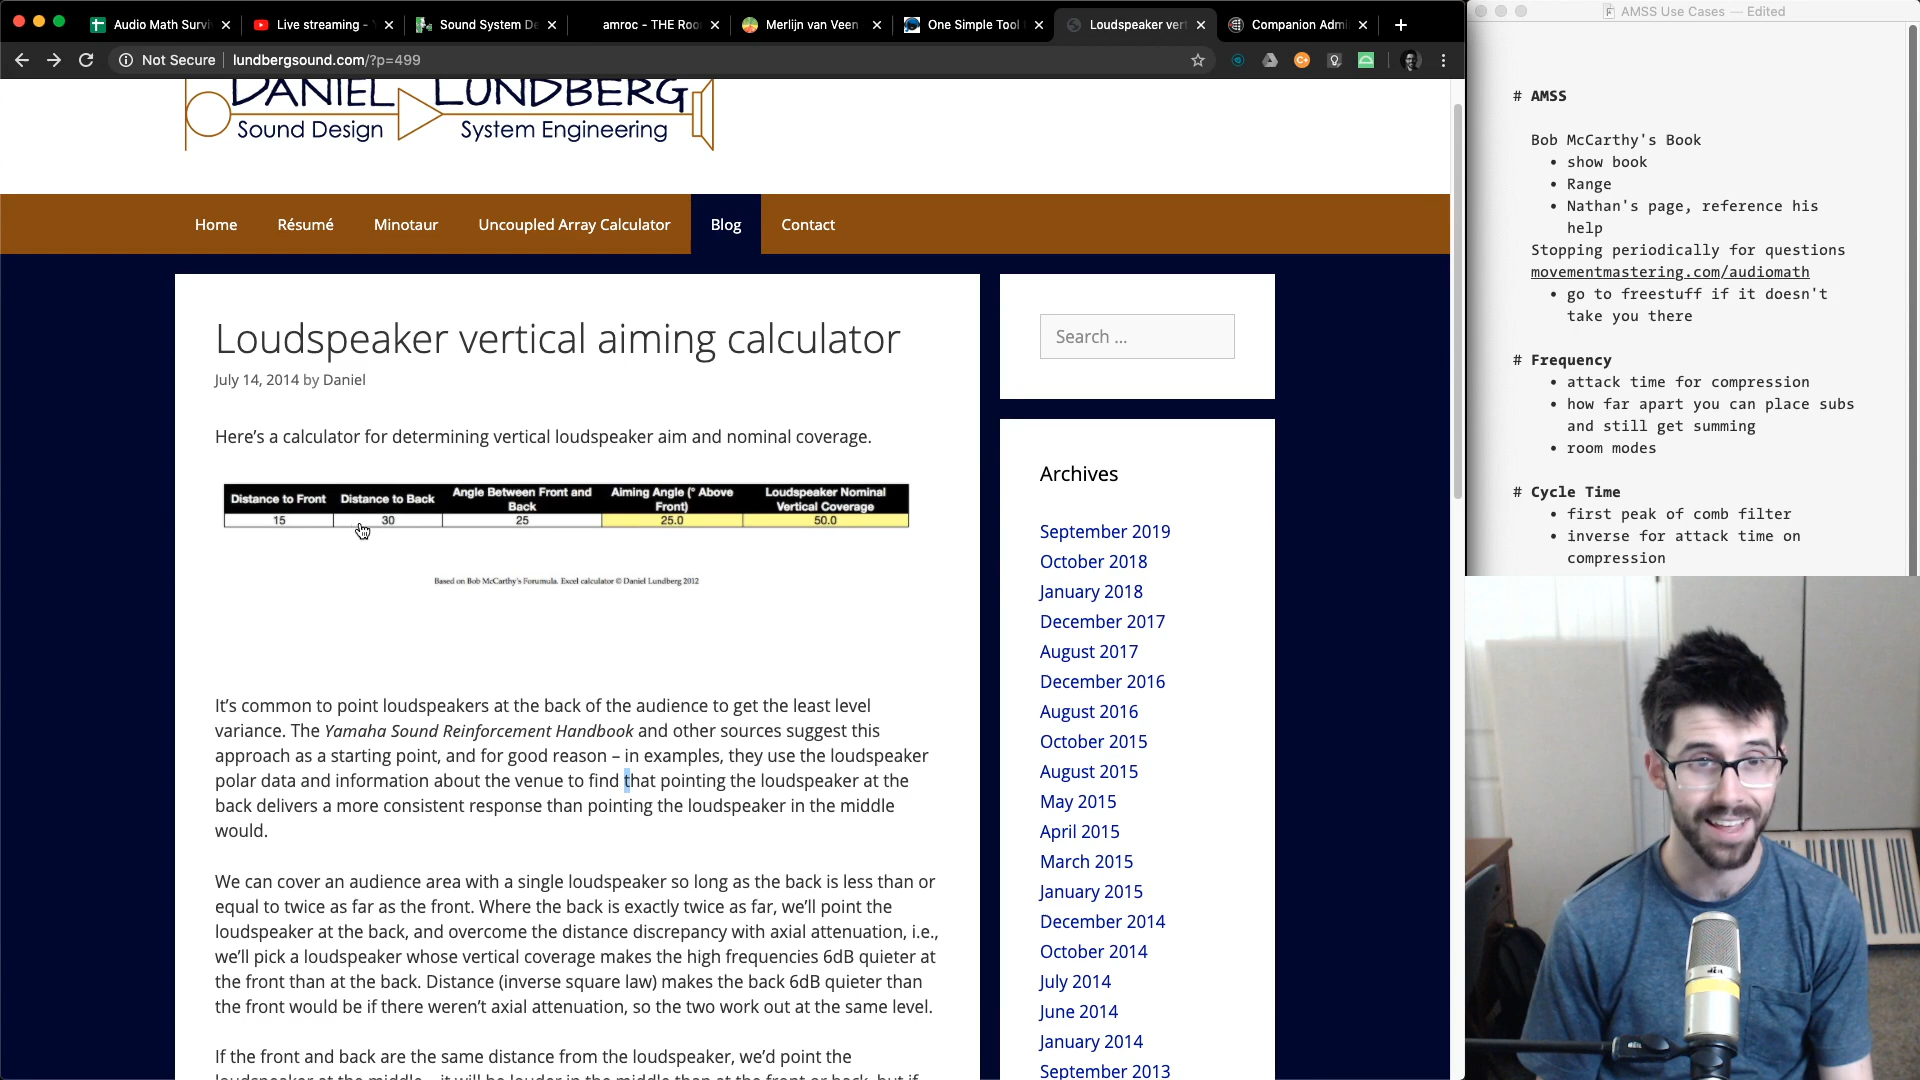 Audio Math Survi
Live streaming -
Sound System De
amroc - THE Roo
Merlijn van Veen
One Simple Tool
Loudspeaker vert
Companion Admi
Not Secure | lundbergsound.com/?p=499
AMSS Use Cases — Edited
DANIEL LUNDBERG
Sound Design System Engineering
Home
Résumé
Minotaur
Uncoupled Array Calculator
Blog
Contact
Loudspeaker vertical aiming calculator
July 14, 2014 by Daniel
Here’s a calculator for determining vertical loudspeaker aim and nominal coverage.
Distance to Front
Distance to Back
Angle Between Front and
Back
Aiming Angle (° Above
Front)
Loudspeaker Nominal
Vertical Coverage
15 30 25 25.0 50.0
Based on Bob McCarthy's Forumula. Excel calculator © Daniel Lundberg 2012
It’s common to point loudspeakers at the back of the audience to get the least level
variance. The Yamaha Sound Reinforcement Handbook and other sources suggest this
approach as a starting point, and for good reason – in examples, they use the loudspeaker
polar data and information about the venue to find that pointing the loudspeaker at the
back delivers a more consistent response than pointing the loudspeaker in the middle
would.
We can cover an audience area with a single loudspeaker so long as the back is less than or
equal to twice as far as the front. Where the back is exactly twice as far, we’ll point the
loudspeaker at the back, and overcome the distance discrepancy with axial attenuation, i.e.,
we’ll pick a loudspeaker whose vertical coverage makes the high frequencies 6dB quieter at
the front than at the back. Distance (inverse square law) makes the back 6dB quieter than
the front would be if there weren’t axial attenuation, so the two work out at the same level.
If the front and back are the same distance from the loudspeaker, we’d point the
loudspeaker at the middle – it will be louder in the middle than at the front or back, but if
Search ...
Archives
September 2019
October 2018
January 2018
December 2017
August 2017
December 2016
August 2016
October 2015
August 2015
May 2015
April 2015
March 2015
January 2015
December 2014
October 2014
July 2014
June 2014
January 2014
September 2013
# AMSS
Bob McCarthy's Book
• show book
• Range
• Nathan's page, reference his
help
Stopping periodically for questions
movementmastering.com/audiomath
• go to freestuff if it doesn't
take you there
# Frequency
• attack time for compression
• how far apart you can place subs
and still get summing
• room modes
# Cycle Time
• first peak of comb filter
• inverse for attack time on
compression